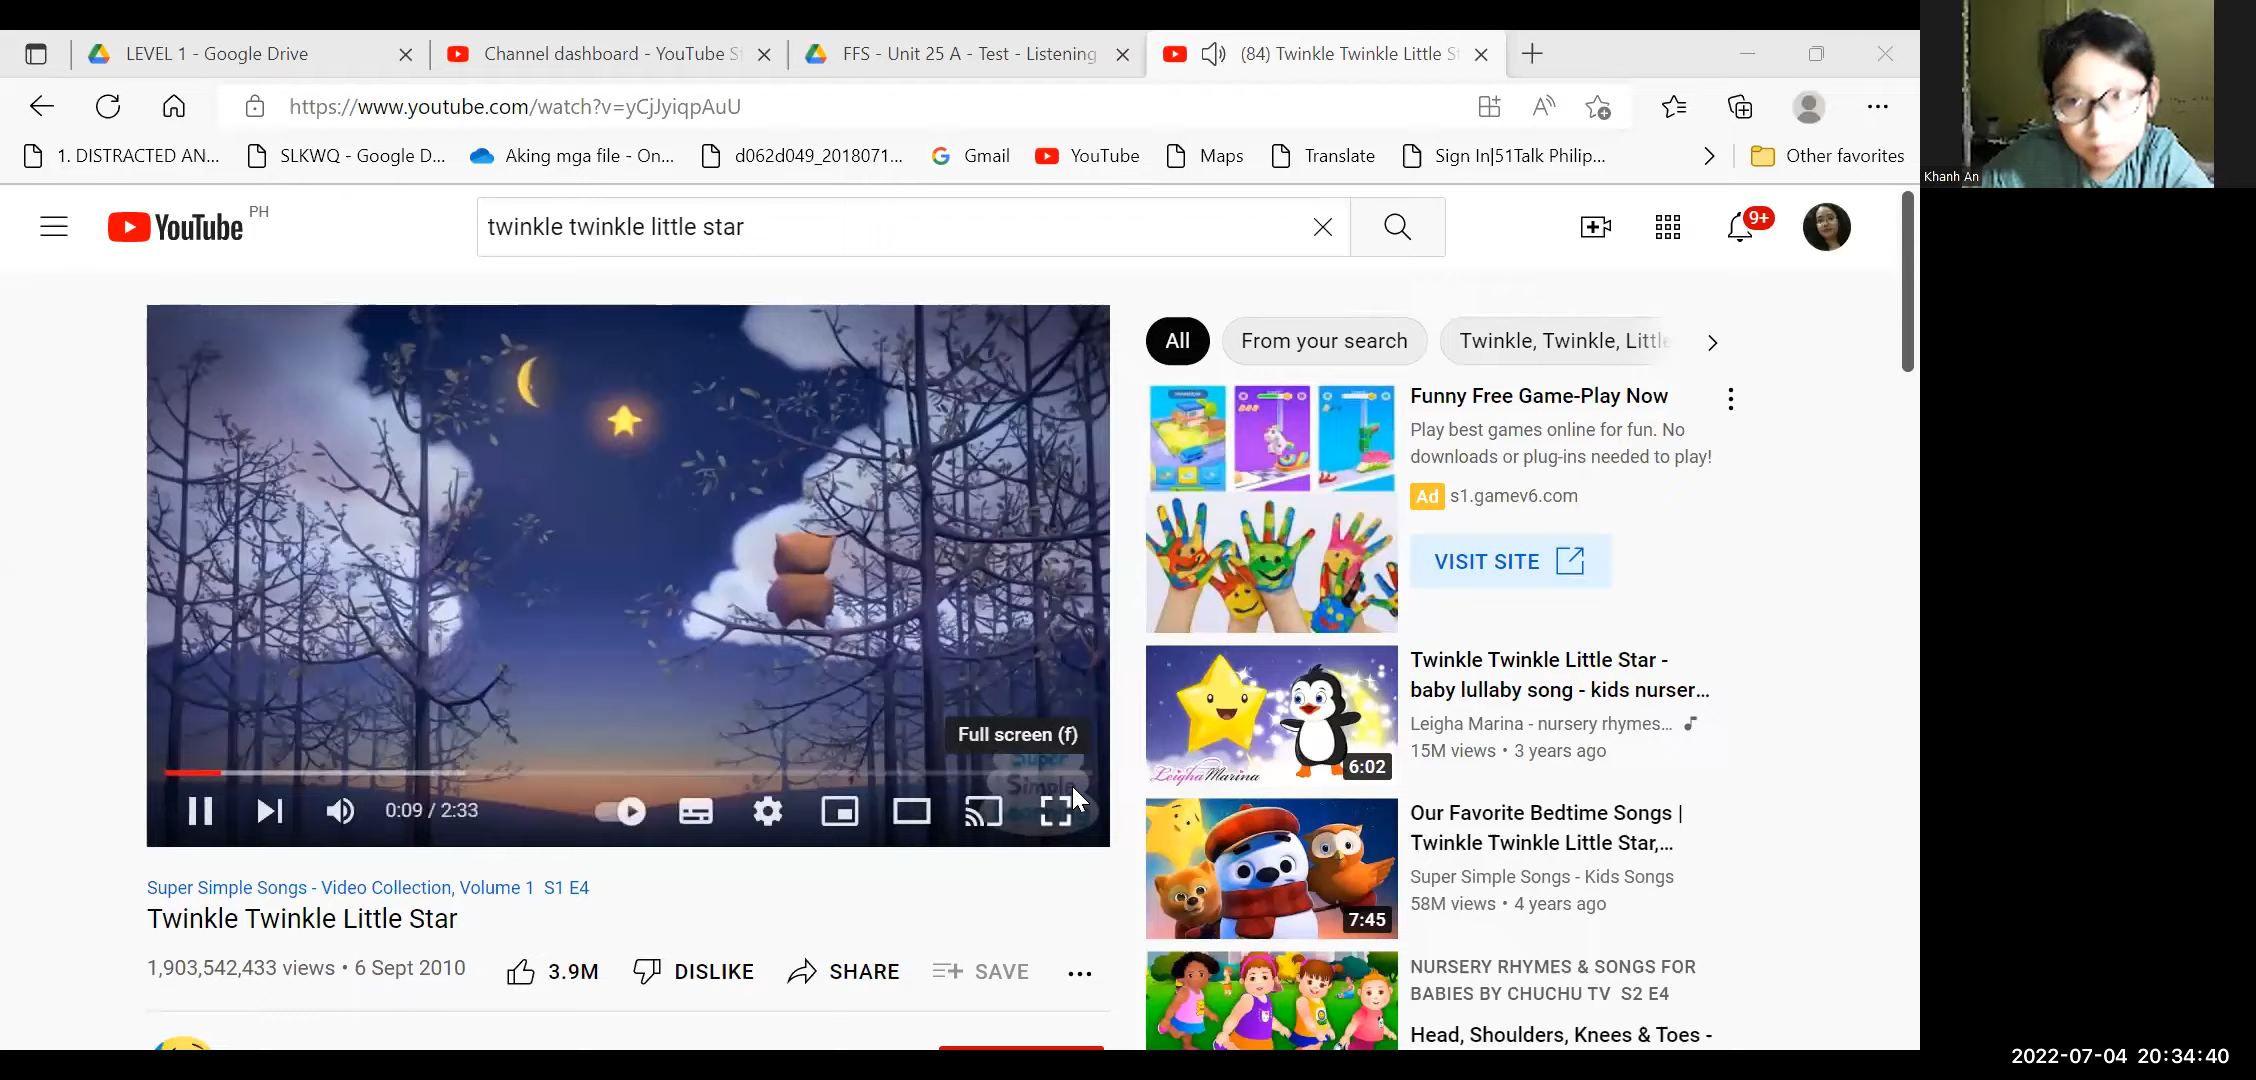 LEVEL 1 - Google Drive
Channel dashboard - YouTube S
FFS - Unit 25 A - Test - Listening
(84) Twinkle Twinkle Little S
https://www.youtube.com/watch?v=yCjJyiqpAuU
1. DISTRACTED AN...
SLKWQ - Google D...
Aking mga file - On...
d062d049_2018071...
Gmail
YouTube
Maps
Translate
Sign In|51Talk Philip...
Other favorites
Khanh An
YouTube PH
twinkle twinkle little star
9+
All
From your search
Twinkle, Twinkle, Little
Funny Free Game-Play Now
Play best games online for fun. No
downloads or plug-ins needed to play!
Ad s1.gamev6.com
VISIT SITE
Full screen (f)
Super
Simple
0:09 / 2:33
Super Simple Songs - Video Collection, Volume 1 S1 E4
Twinkle Twinkle Little Star
1,903,542,433 views • 6 Sept 2010
3.9M
DISLIKE
SHARE
SAVE
Twinkle Twinkle Little Star -
baby lullaby song - kids nurser...
Leigha Marina - nursery rhymes...
15M views • 3 years ago
Leigha Marina
6:02
Our Favorite Bedtime Songs |
Twinkle Twinkle Little Star,...
Super Simple Songs - Kids Songs
58M views • 4 years ago
7:45
NURSERY RHYMES & SONGS FOR
BABIES BY CHUCHU TV S2 E4
Head, Shoulders, Knees & Toes -
2022-07-04 20:34:40